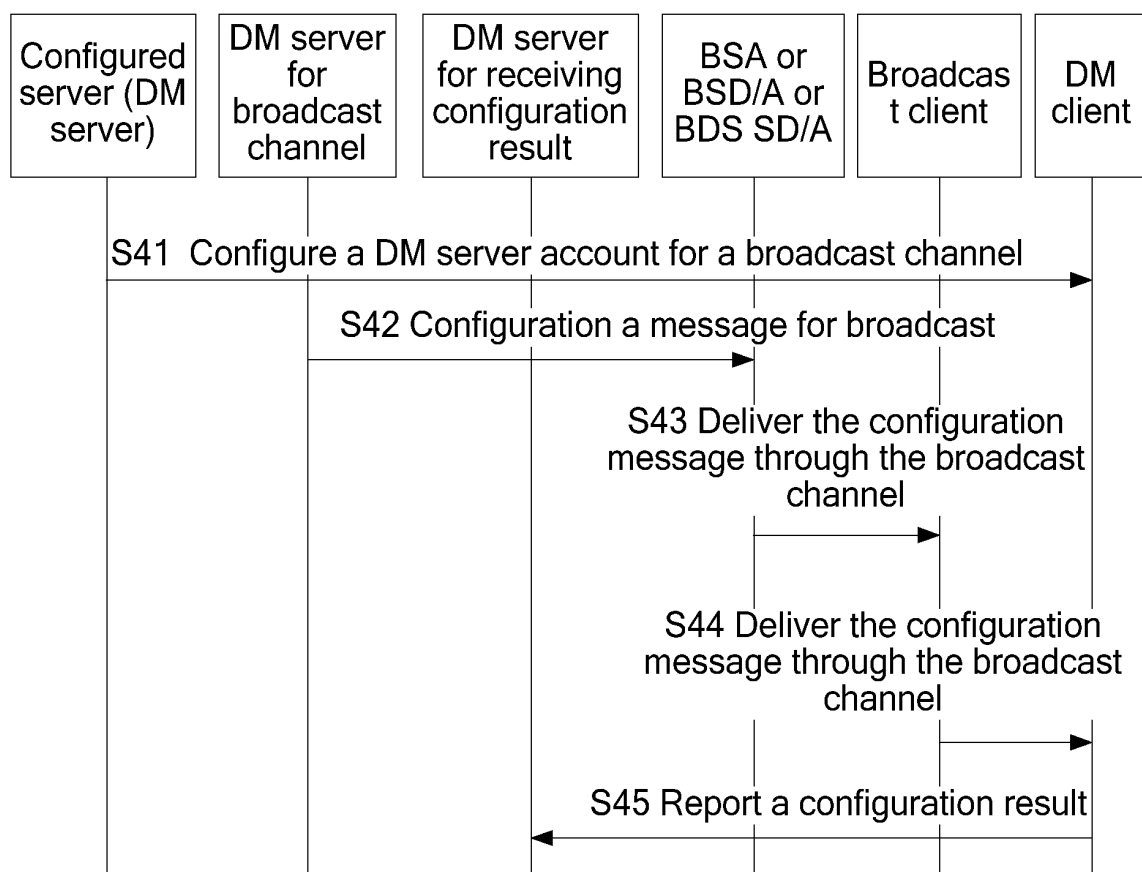 Configured
server (DM
server)
DM server
for
broadcast
channel
DM server
for receiving
configuration
result
BSA or
BSD/A or
BDS SD/A
Broadcas
t client
DM
client
S41 Configure a DM server account for a broadcast channel
S42 Configuration a message for broadcast
S43 Deliver the configuration
message through the broadcast
channel
S44 Deliver the configuration
message through the broadcast
channel
S45 Report a configuration result